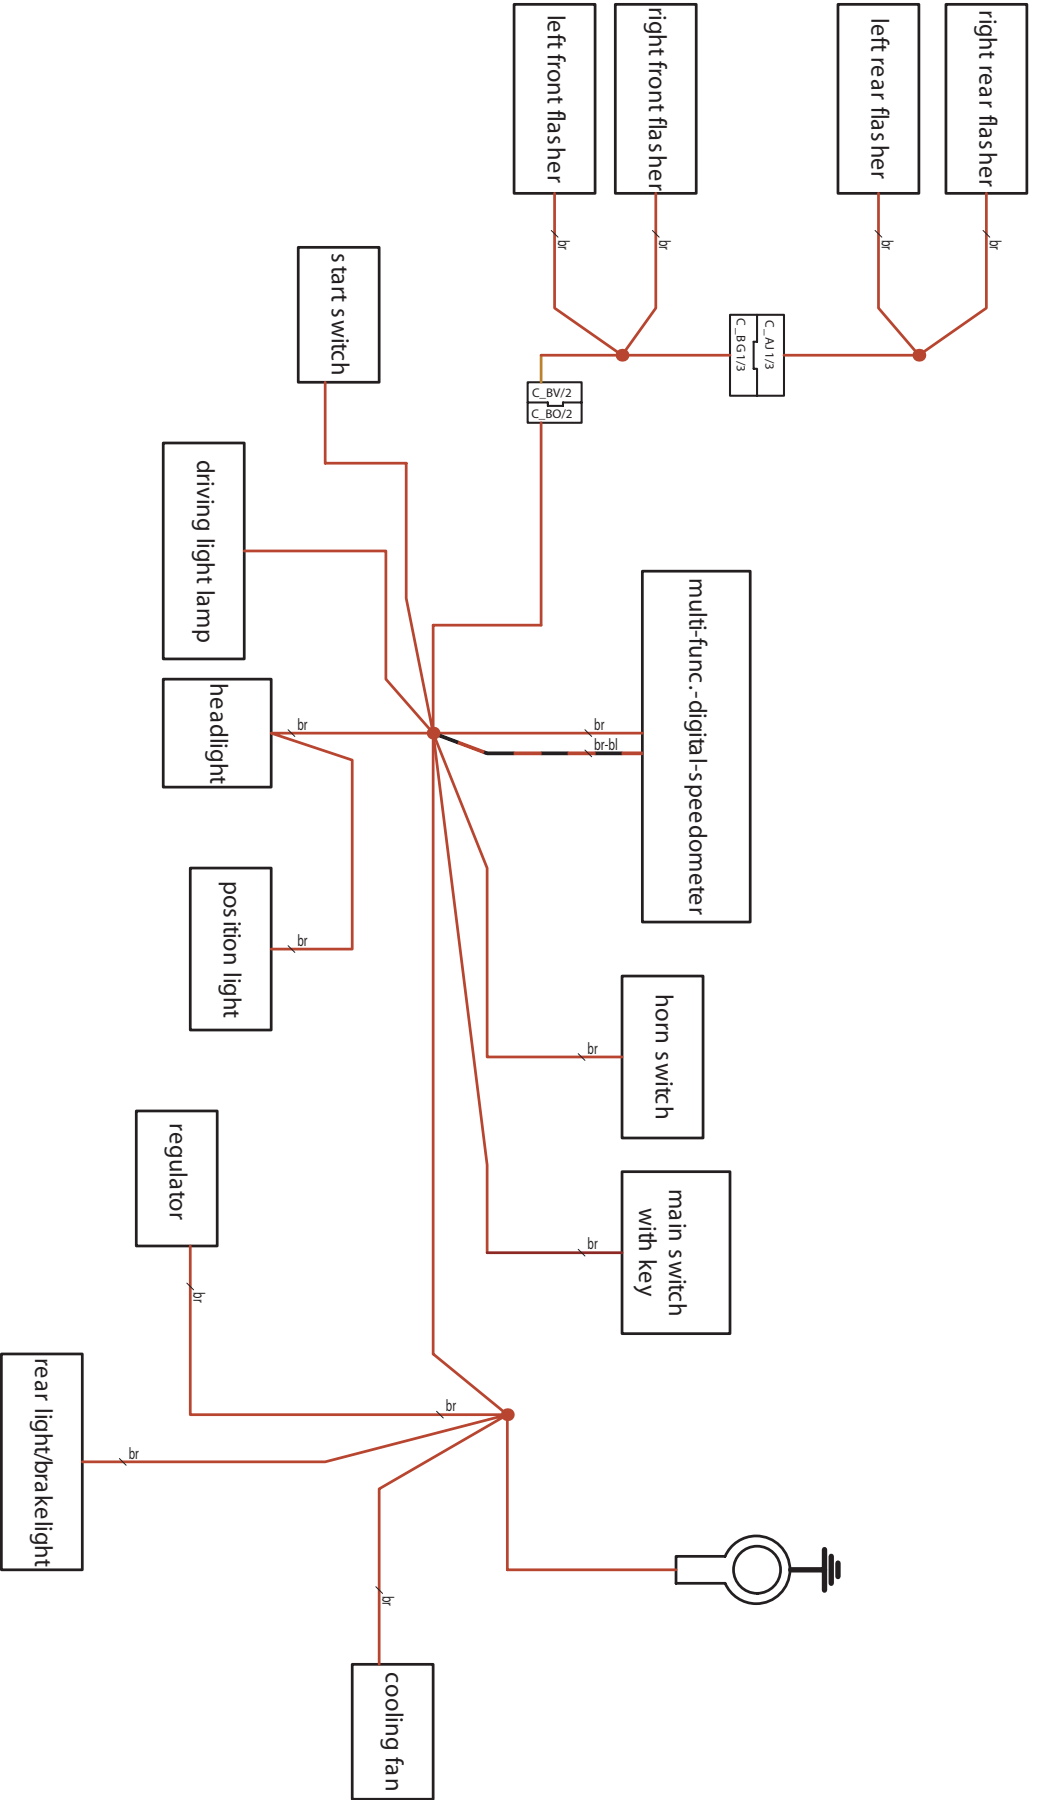 left front flasher
right front flasher
left rear flasher
right rear flasher
br
br
br
br
start switch
C_BG1/3
C_AJ1/3
C_BV/2
C_BO/2
driving light lamp
multi-func.-digital-speedometer
headlight
br
br
br-bl
position light
br
horn switch
br
main switch
with key
br
regulator
br
rear light/brakelight
br
br
br
cooling fan